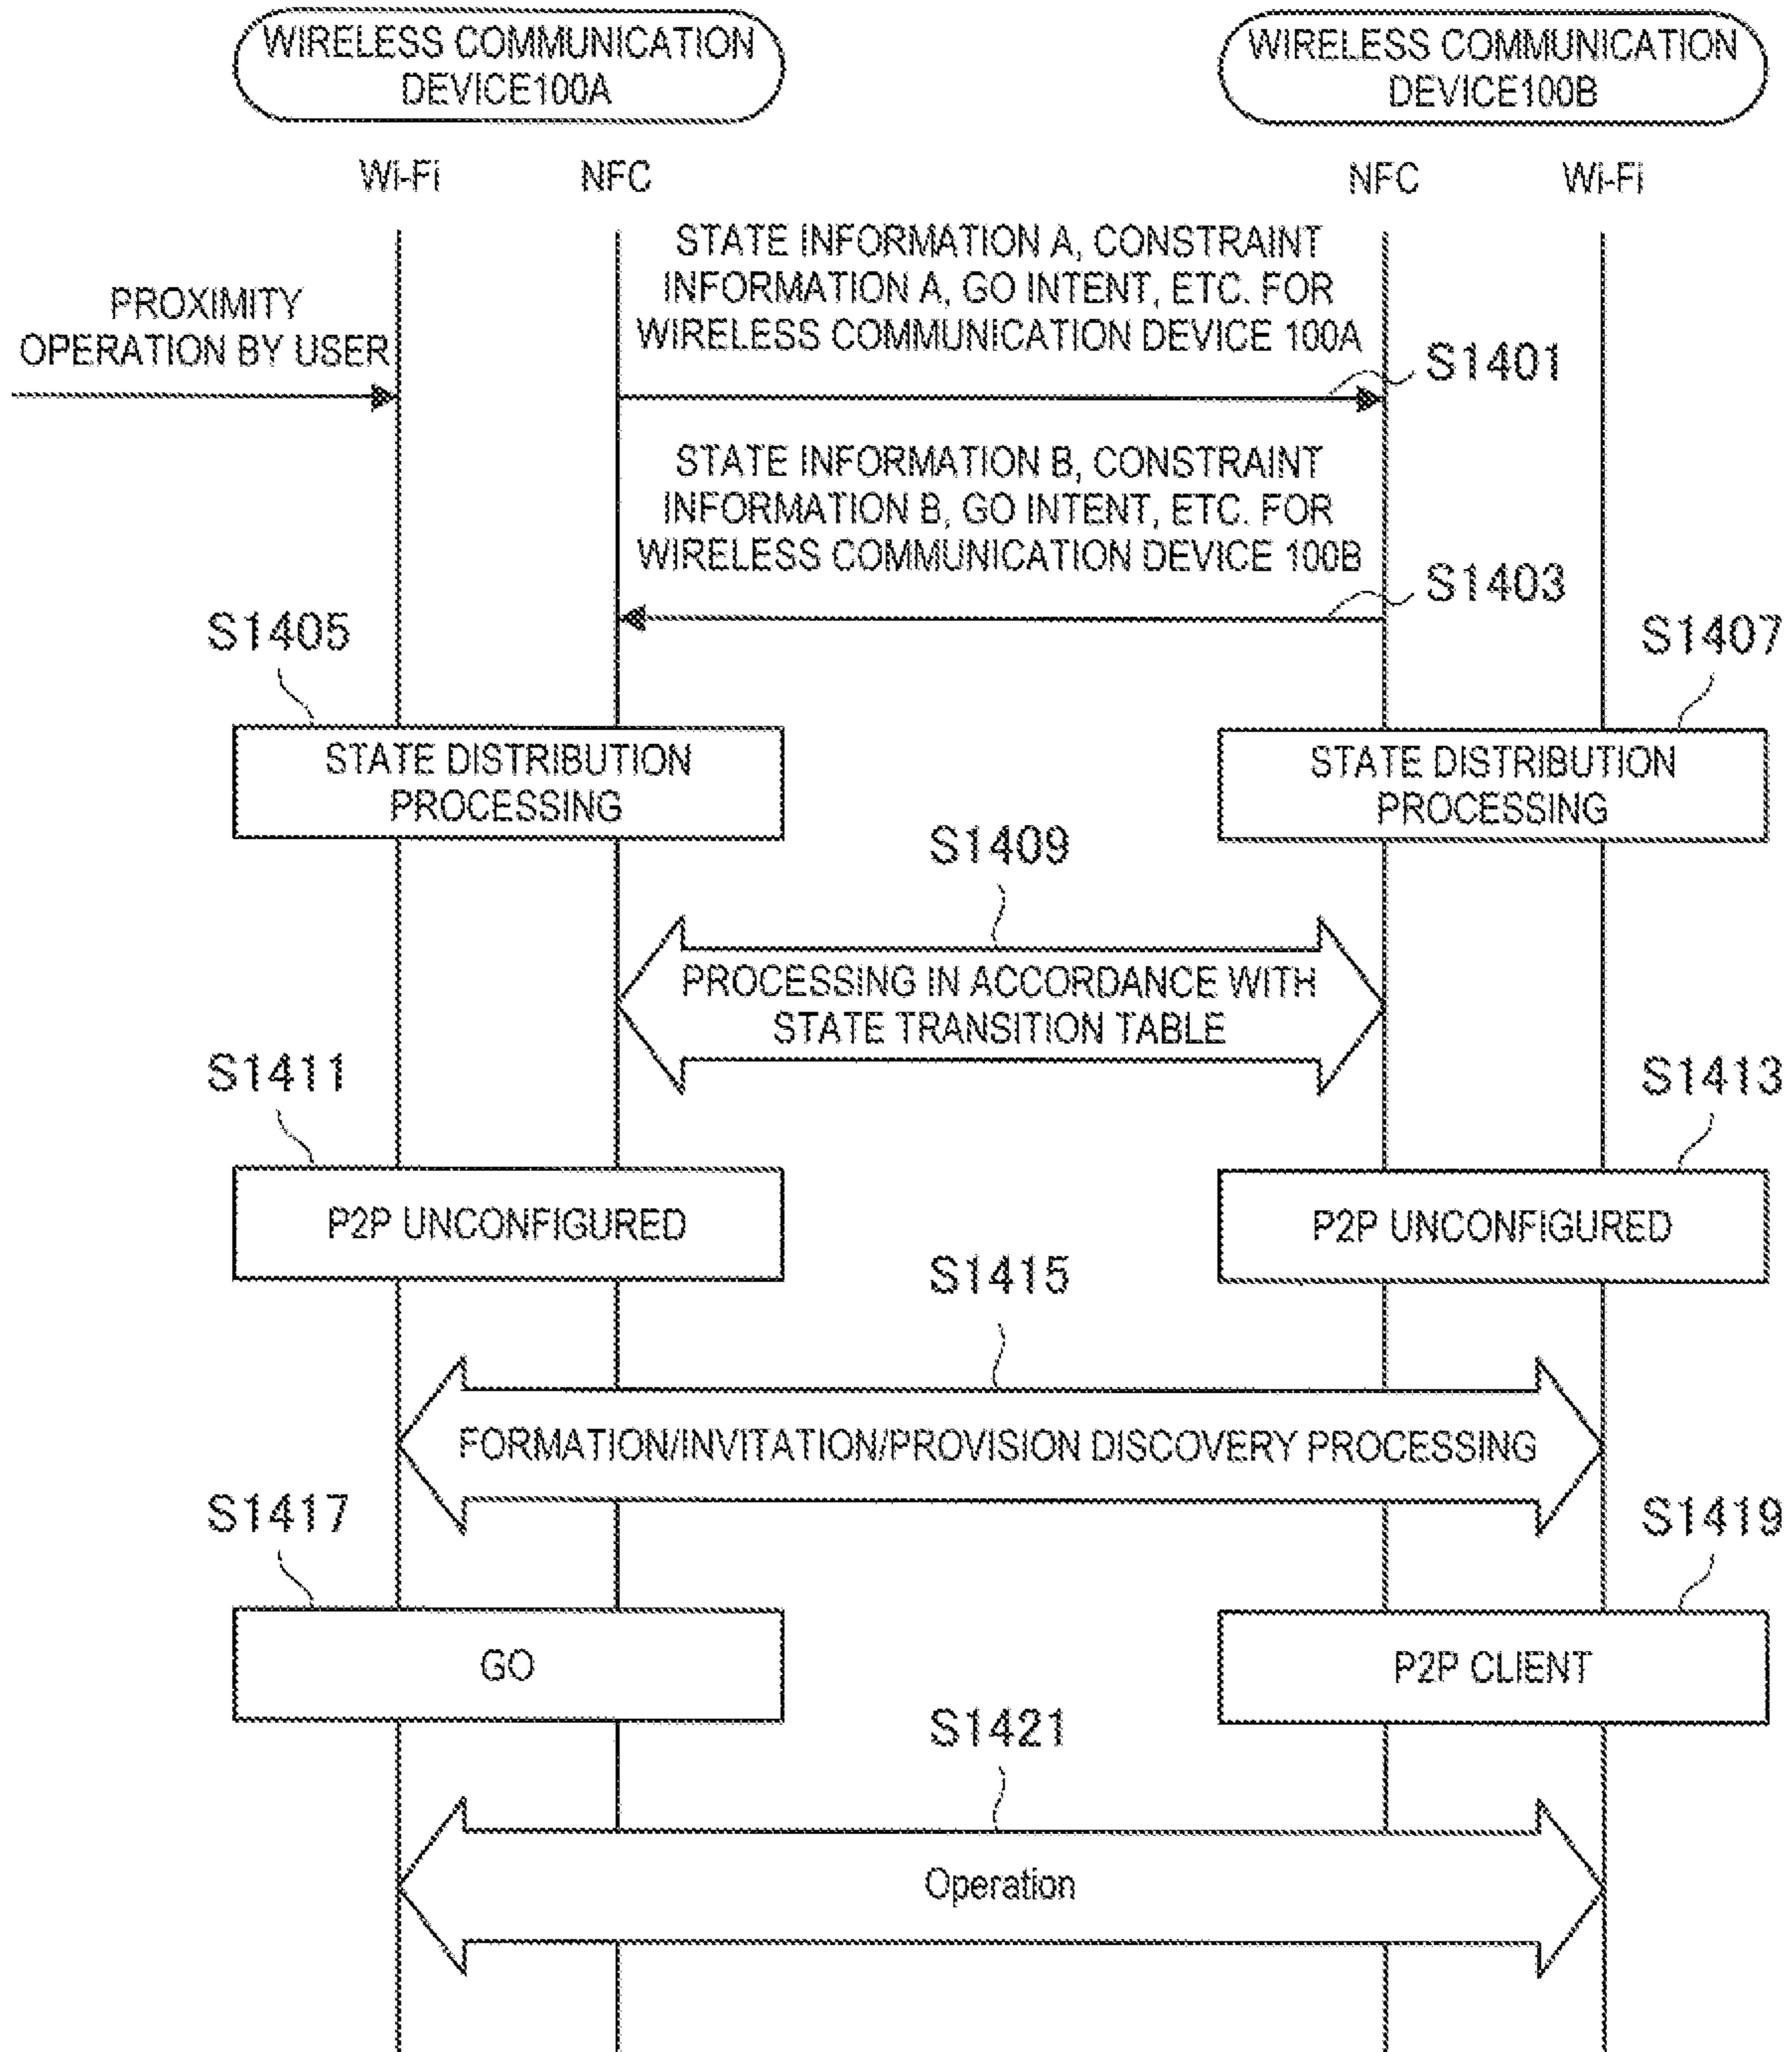 WIRELESS COMMUNICATION
DEVICE100A
WIRELESS COMMUNICATION
DEVICE100B
Wi-Fi
NFC
NFC
Wi-Fi
PROXIMITY
OPERATION BY USER
STATE INFORMATION A, CONSTRAINT
INFORMATION A, GO INTENT, ETC. FOR
WIRELESS COMMUNICATION DEVICE 100A
S1401
STATE INFORMATION B, CONSTRAINT
INFORMATION B, GO INTENT, ETC. FOR
WIRELESS COMMUNICATION DEVICE 100B
S1403
S1405
S1407
STATE DISTRIBUTION
PROCESSING
STATE DISTRIBUTION
PROCESSING
S1409
PROCESSING IN ACCORDANCE WITH
STATE TRANSITION TABLE
S1411
S1413
P2P UNCONFIGURED
P2P UNCONFIGURED
S1415
FORMATION/INVITATION/PROVISION DISCOVERY PROCESSING
S1417
S1419
GO
P2P CLIENT
S1421
Operation